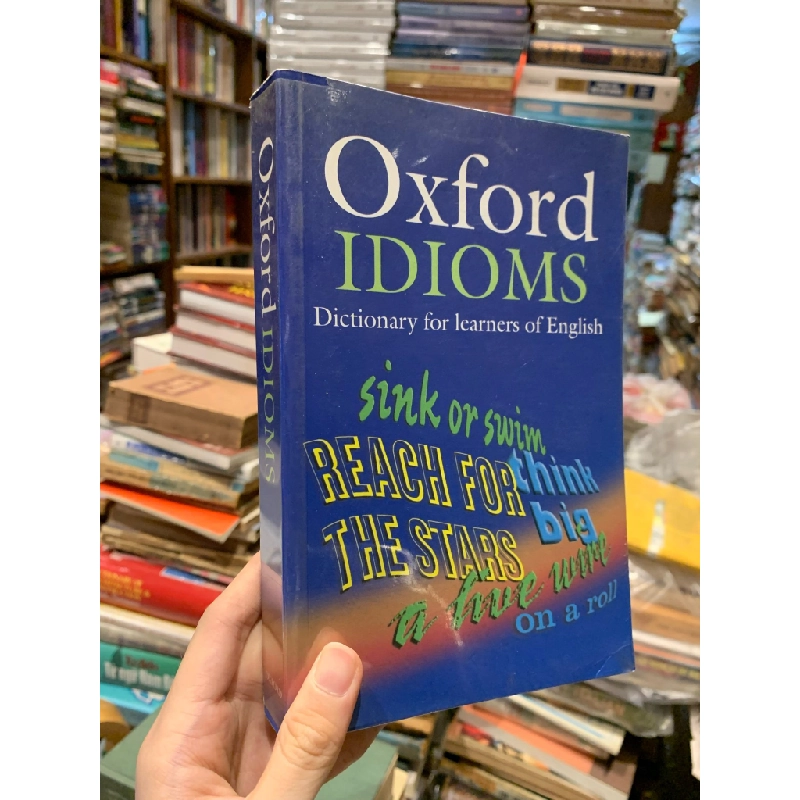 Oxford
IDIOMS
Dictionary for learners of English
sink or swim
REACH FOR
THE STARS
think
big
a live wire
on a roll
Oxford IDIOMS